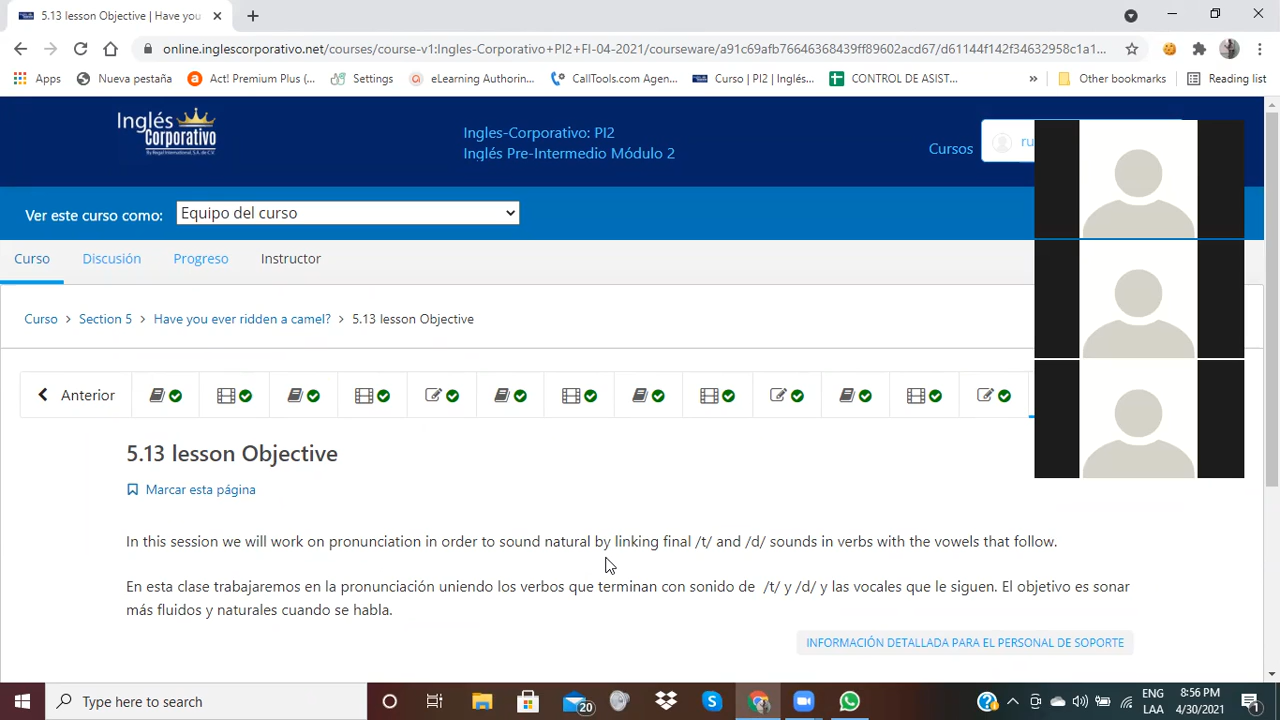 5.13 lesson Objective | Have you
online.inglescorporativo.net/courses/course-v1:Ingles-Corporativo+PI2+FI-04-2021/courseware/a91c69afb76646368439ff89602acd67/d61144f142f34632958c1a1...
Apps Nueva pestaña Act! Premium Plus (... Settings eLearning Authorin... CallTools.com Agen... Curso | PI2 | Inglés... CONTROL DE ASIST... » Other bookmarks Reading list
Inglés
Corporativo
By Regal International, S.A. de C.V.
Ingles-Corporativo: PI2
Inglés Pre-Intermedio Módulo 2
Cursos
ru
Ver este curso como: Equipo del curso
Curso Discusión Progreso Instructor
Curso > Section 5 > Have you ever ridden a camel? > 5.13 lesson Objective
Anterior
5.13 lesson Objective
Marcar esta página
In this session we will work on pronunciation in order to sound natural by linking final /t/ and /d/ sounds in verbs with the vowels that follow.
En esta clase trabajaremos en la pronunciación uniendo los verbos que terminan con sonido de /t/ y /d/ y las vocales que le siguen. El objetivo es sonar
más fluidos y naturales cuando se habla.
INFORMACIÓN DETALLADA PARA EL PERSONAL DE SOPORTE
Type here to search
20
ENG
LAA
8:56 PM
4/30/2021
1